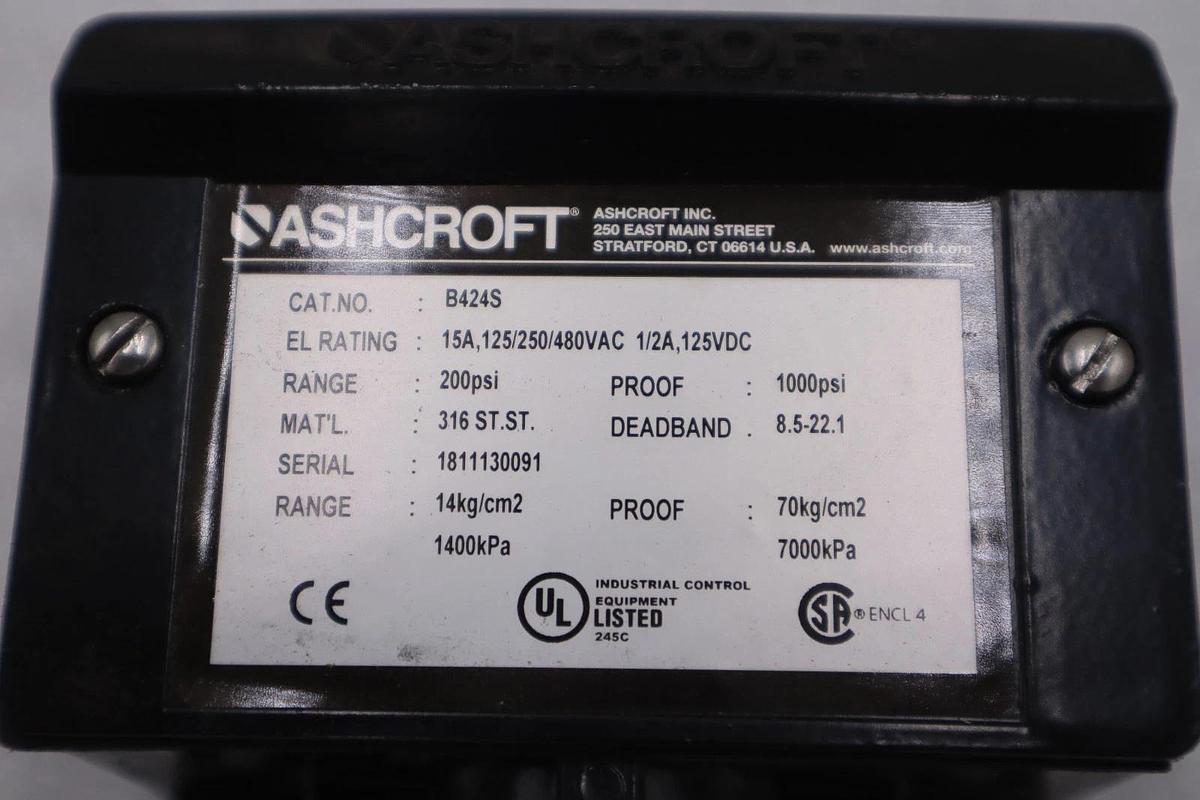 ASHCROFT®
ASHCROFT®
ASHCROFT INC.
250 EAST MAIN STREET
STRATFORD, CT 06614 U.S.A. www.ashcroft.com
CAT.NO. : B424S
EL RATING : 15A,125/250/480VAC 1/2A,125VDC
RANGE : 200psi PROOF : 1000psi
MAT'L. : 316 ST.ST. DEADBAND . 8.5-22.1
SERIAL : 1811130091
RANGE : 14kg/cm2 PROOF : 70kg/cm2
1400kPa 7000kPa
CE
UL
INDUSTRIAL CONTROL
EQUIPMENT
LISTED
245C
SA ® ENCL 4